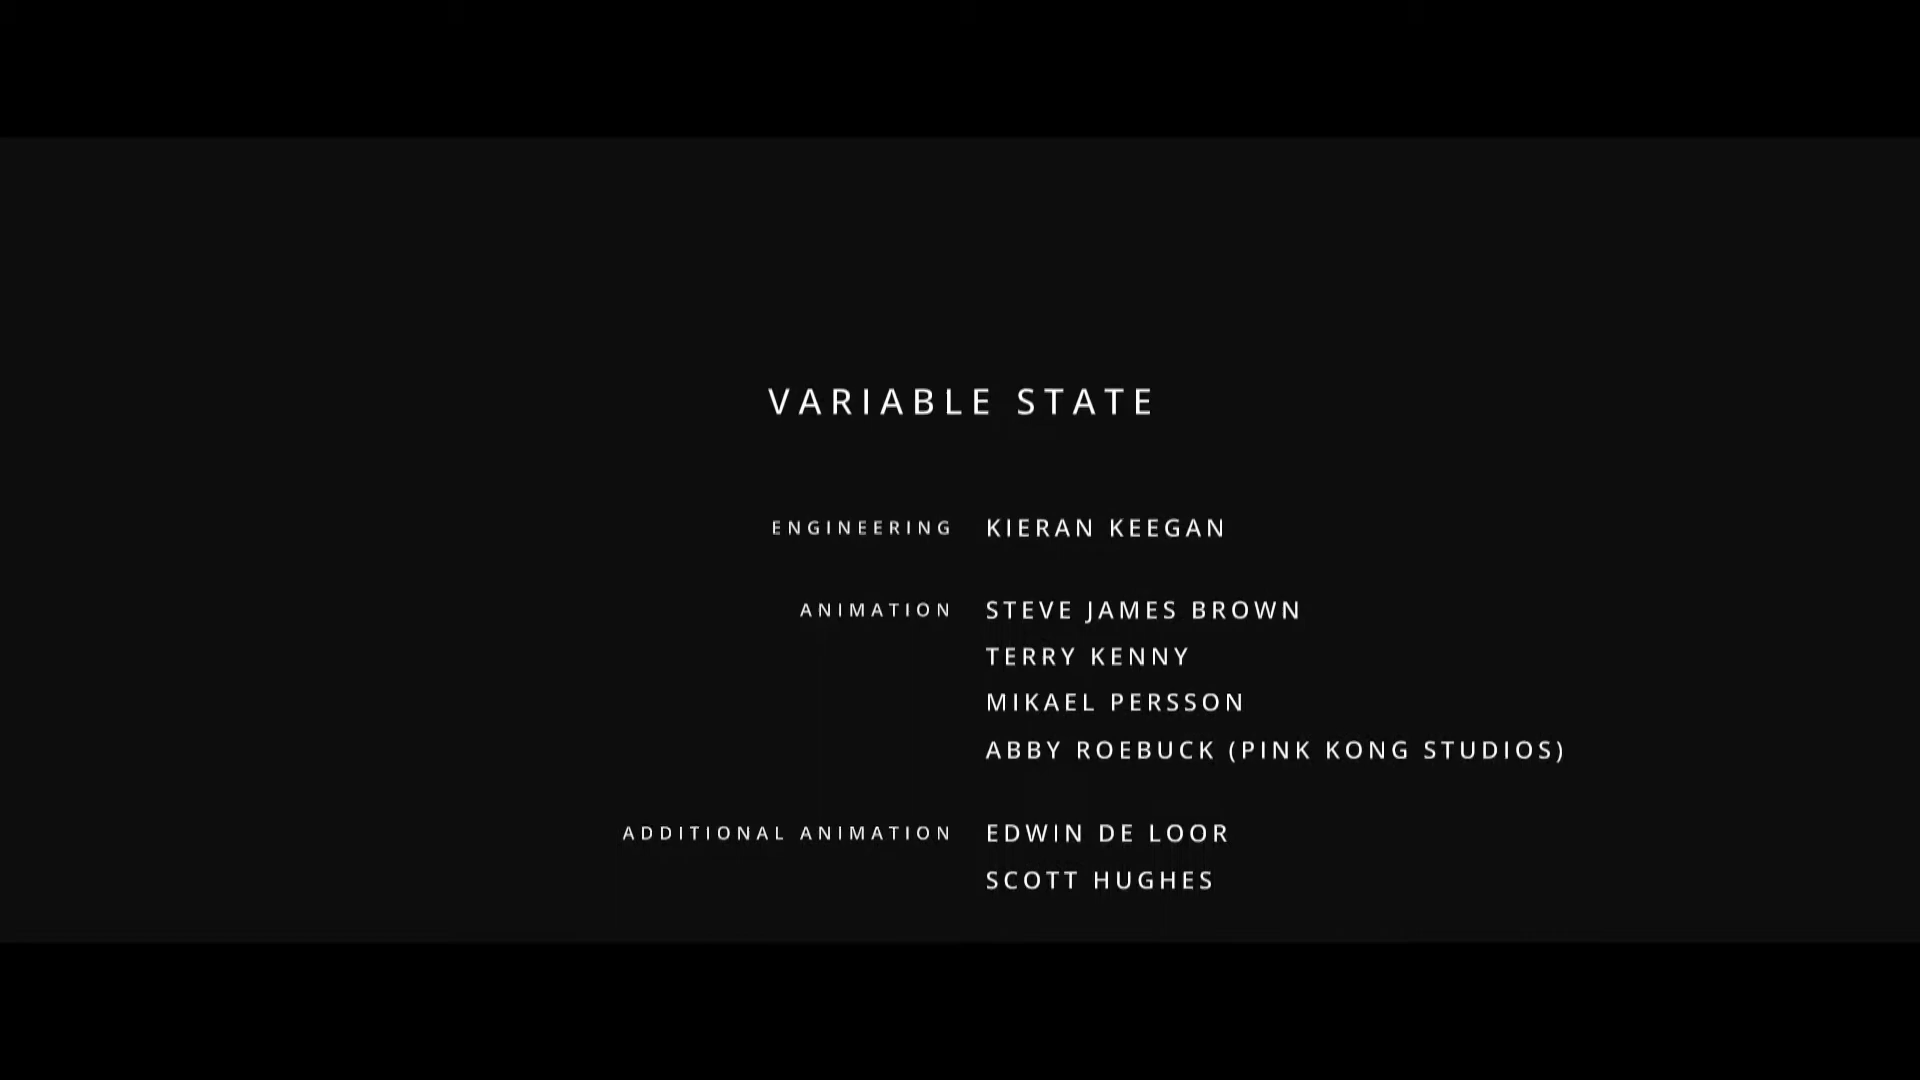 VARIABLE STATE
ENGINEERING KIERAN KEEGAN
ANIMATION STEVE JAMES BROWN
TERRY KENNY
MIKAEL PERSSON
ABBY ROEBUCK (PINK KONG STUDIOS)
ADDITIONAL ANIMATION EDWIN DE LOOR
SCOTT HUGHES